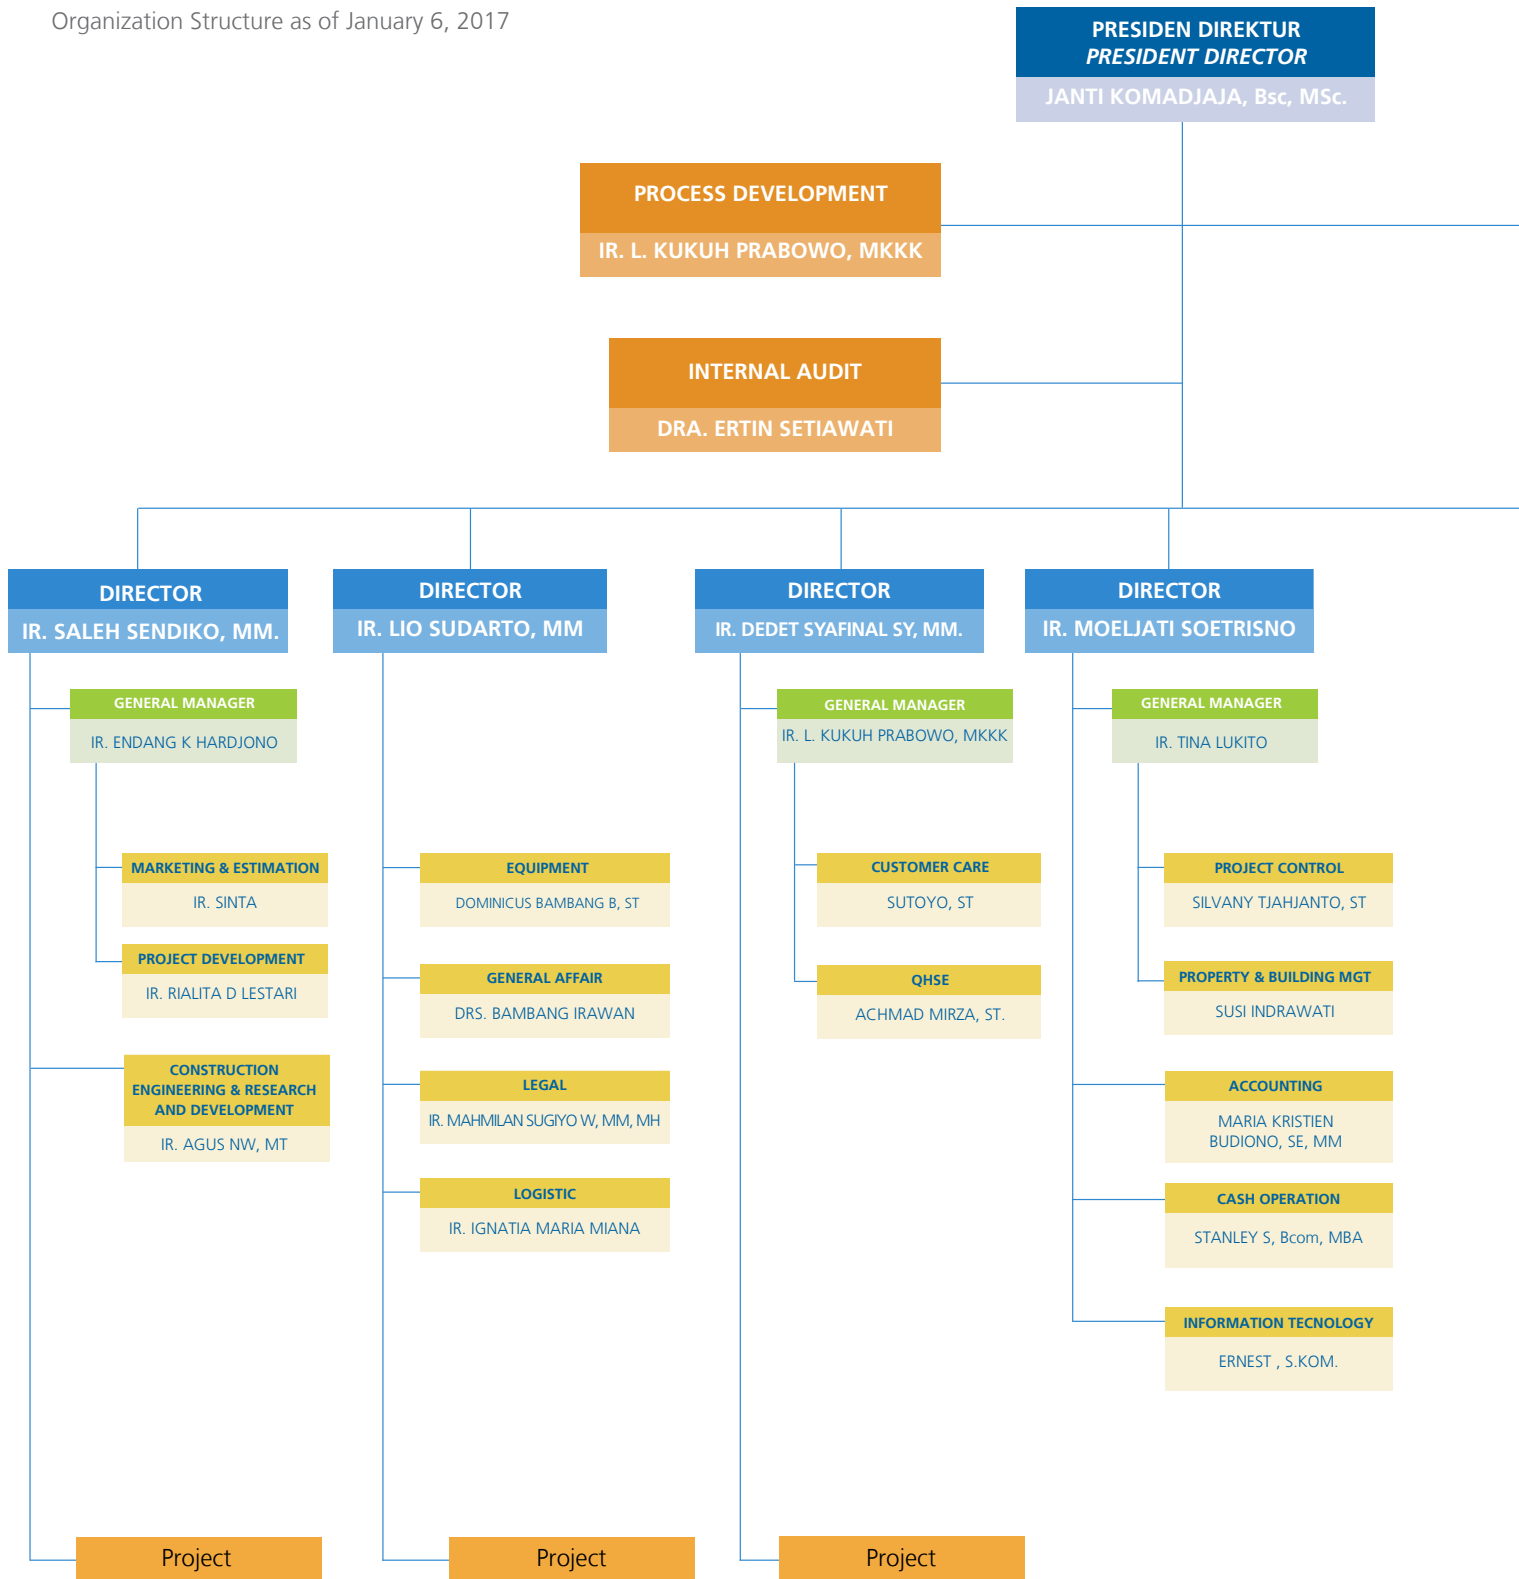 Organization Structure as of January 6, 2017
PRESIDEN DIREKTUR
PRESIDENT DIRECTOR
JANTI KOMADJAJA, Bsc, MSc.
PROCESS DEVELOPMENT
IR. L. KUKUH PRABOWO, MKKK
INTERNAL AUDIT
DRA. ERTIN SETIAWATI
DIRECTOR
IR. SALEH SENDIKO, MM.
GENERAL MANAGER
IR. ENDANG K HARDJONO
MARKETING & ESTIMATION
IR. SINTA
PROJECT DEVELOPMENT
IR. RIALITA D LESTARI
CONSTRUCTION
ENGINEERING & RESEARCH
AND DEVELOPMENT
IR. AGUS NW, MT
Project
DIRECTOR
IR. LIO SUDARTO, MM
EQUIPMENT
DOMINICUS BAMBANG B, ST
GENERAL AFFAIR
DRS. BAMBANG IRAWAN
LEGAL
IR. MAHMILAN SUGIYO W, MM, MH
LOGISTIC
IR. IGNATIA MARIA MIANA
Project
DIRECTOR
IR. DEDET SYAFINAL SY, MM.
GENERAL MANAGER
IR. L. KUKUH PRABOWO, MKKK
CUSTOMER CARE
SUTOYO, ST
QHSE
ACHMAD MIRZA, ST.
Project
DIRECTOR
IR. MOELJATI SOETRISNO
GENERAL MANAGER
IR. TINA LUKITO
PROJECT CONTROL
SILVANY TJAHJANTO, ST
PROPERTY & BUILDING MGT
SUSI INDRAWATI
ACCOUNTING
MARIA KRISTIEN
BUDIONO, SE, MM
CASH OPERATION
STANLEY S, Bcom, MBA
INFORMATION TECNOLOGY
ERNEST , S.KOM.